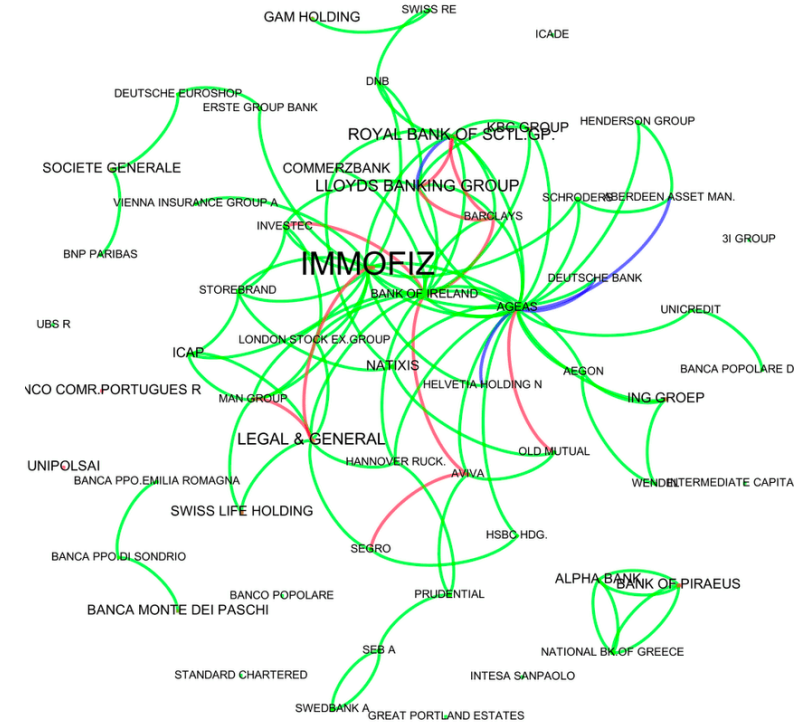 SWISS RE
GAM HOLDING
ICADE
DNB
DEUTSCHE EUROSHOP
ERSTE GROUP BANK
HENDERSON GROUP
KBC GROUP
ROYAL BANK OF SCTL.GP.
SOCIETE GENERALE
COMMERZBANK
LLOYDS BANKING GROUP
SCHRODERS
ABERDEEN ASSET MAN.
VIENNA INSURANCE GROUP A
BARCLAYS
INVESTEC
3I GROUP
BNP PARIBAS
IMMOFIZ
DEUTSCHE BANK
STOREBRAND
BANK OF IRELAND
AGEAS
UNICREDIT
UBS R
LONDON STOCK EX.GROUP
ICAP
NATIXIS
AEGON
BANCA POPOLARE D
HELVETIA HOLDING N
NCO COMR.PORTUGUES R
MAN GROUP
ING GROEP
LEGAL & GENERAL
OLD MUTUAL
HANNOVER RUCK.
UNIPOLSAI
AVIVA
BANCA PPO.EMILIA ROMAGNA
WENDEL
INTERMEDIATE CAPITA
SWISS LIFE HOLDING
HSBC HDG.
SEGRO
BANCA PPO.DI SONDRIO
ALPHA BANK
BANK OF PIRAEUS
BANCO POPOLARE
PRUDENTIAL
BANCA MONTE DEI PASCHI
SEB A
NATIONAL BK.OF GREECE
STANDARD CHARTERED
INTESA SANPAOLO
SWEDBANK A
GREAT PORTLAND ESTATES